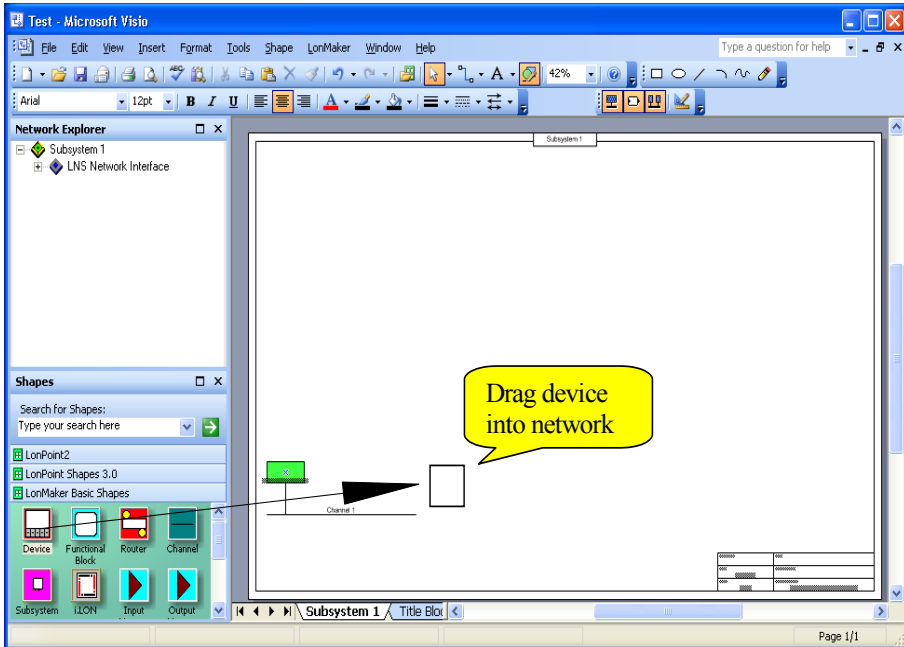 Test - Microsoft Visio
File Edit View Insert Format Tools Shape LonMaker Window Help
Type a question for help
42%
Arial 12pt B I U A
Network Explorer
Subsystem 1
LNS Network Interface
Subsystem 1
Shapes
Search for Shapes:
Type your search here
LonPoint2
LonPoint Shapes 3.0
LonMaker Basic Shapes
Device Functional Block Router Channel
Subsystem i.LON Input Output
Drag device
into network
Channel 1
Subsystem 1 Title Bloc
Page 1/1